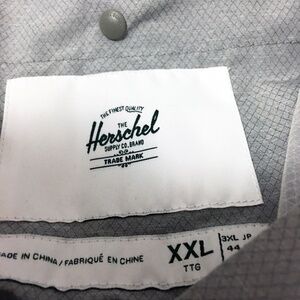 THE FINEST QUALITY
THE
Herschel
SUPPLY CO. BRAND
TRADE MARK
MADE IN CHINA / FABRIQUÉ EN CHINE
XXL
TTG
3XL JP
44